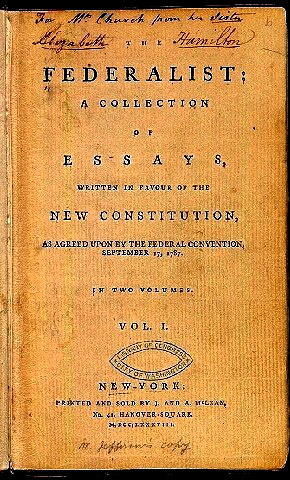 For Mrs Church from her Sister
Elizabeth Hamilton
THE
FEDERALIST:
A COLLECTION
OF
ESSAYS,
WRITTEN IN FAVOUR OF THE
NEW CONSTITUTION,
AS AGREED UPON BY THE FEDERAL CONVENTION,
SEPTEMBER 17, 1787.
IN TWO VOLUMES.
VOL. I.
LIBRARY OF CONGRESS
CITY OF WASHINGTON
NEW-YORK:
PRINTED AND SOLD BY J. AND A. McLEAN,
No. 41, HANOVER-SQUARE.
M,DCC,LXXXVIII.
Mr. Jefferson's copy